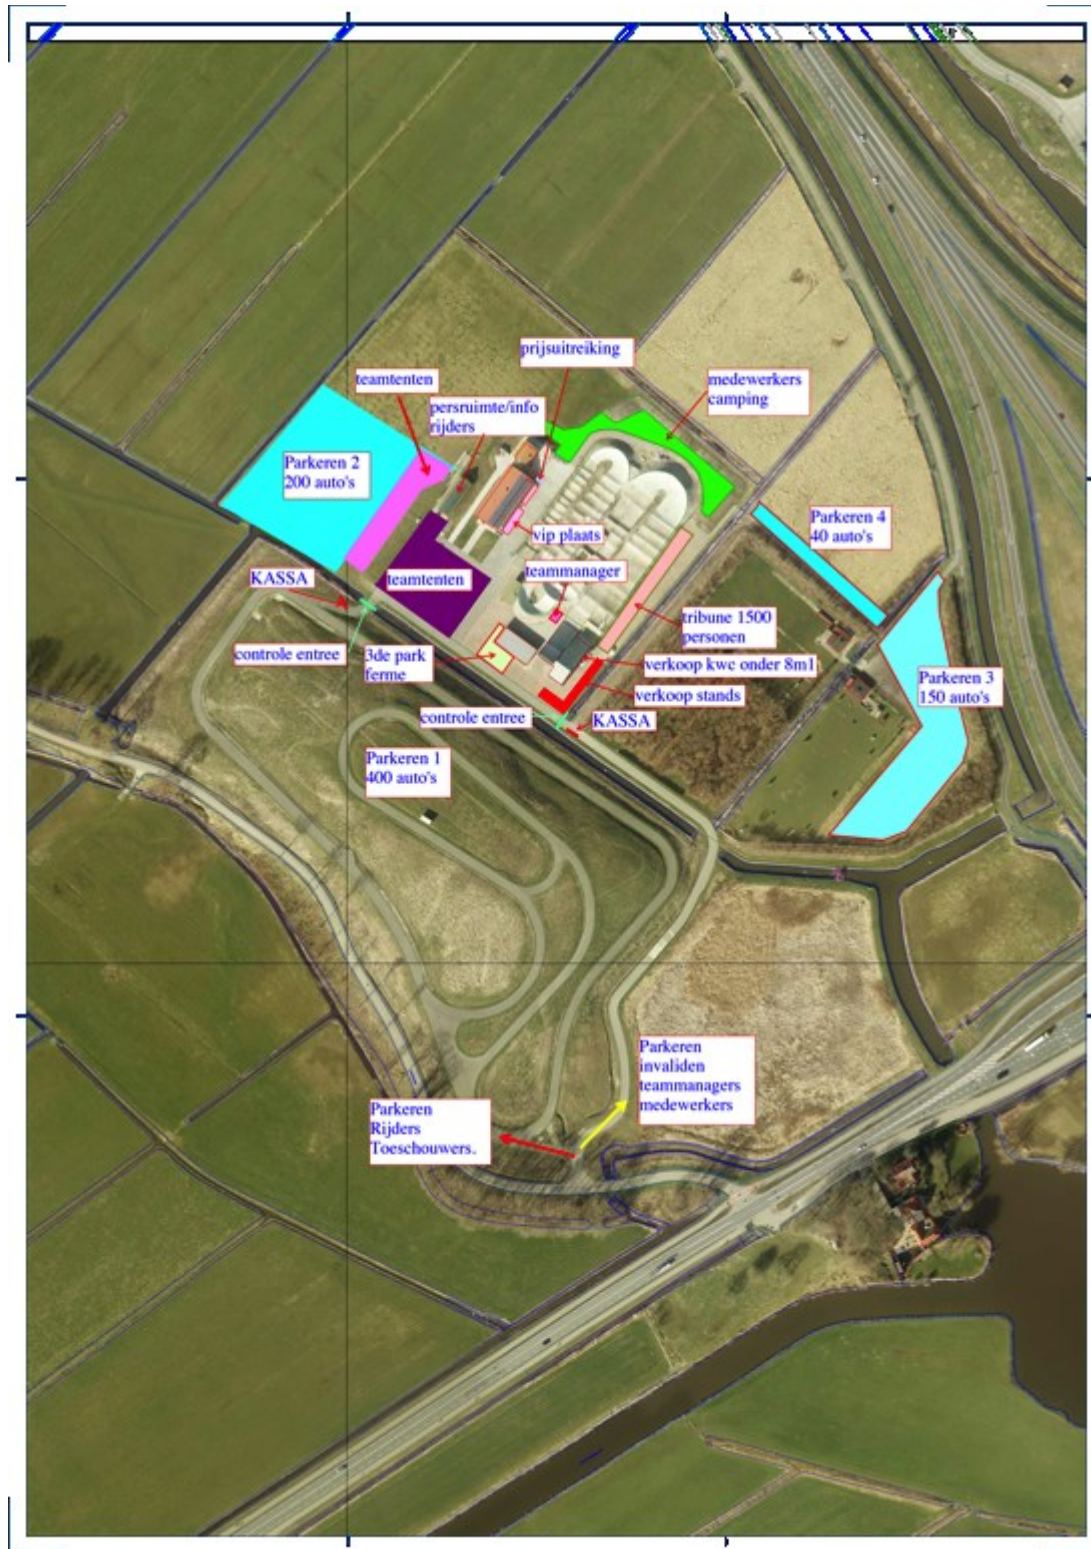 prijsuitreiking
teamtenten
medewerkers
camping
persruimte/info
rijders
Parkeren 2
200 auto's
Parkeren 4
40 auto's
vip plaats
teammanager
KASSA
teamtenten
tribune 1500
personen
controle entree
3de park
ferme
verkoop kwc onder 8m1
Parkeren 3
150 auto's
verkoop stands
controle entree
KASSA
Parkeren 1
400 auto's
Parkeren
invaliden
teammanagers
medewerkers
Parkeren
Rijders
Toeschouwers.